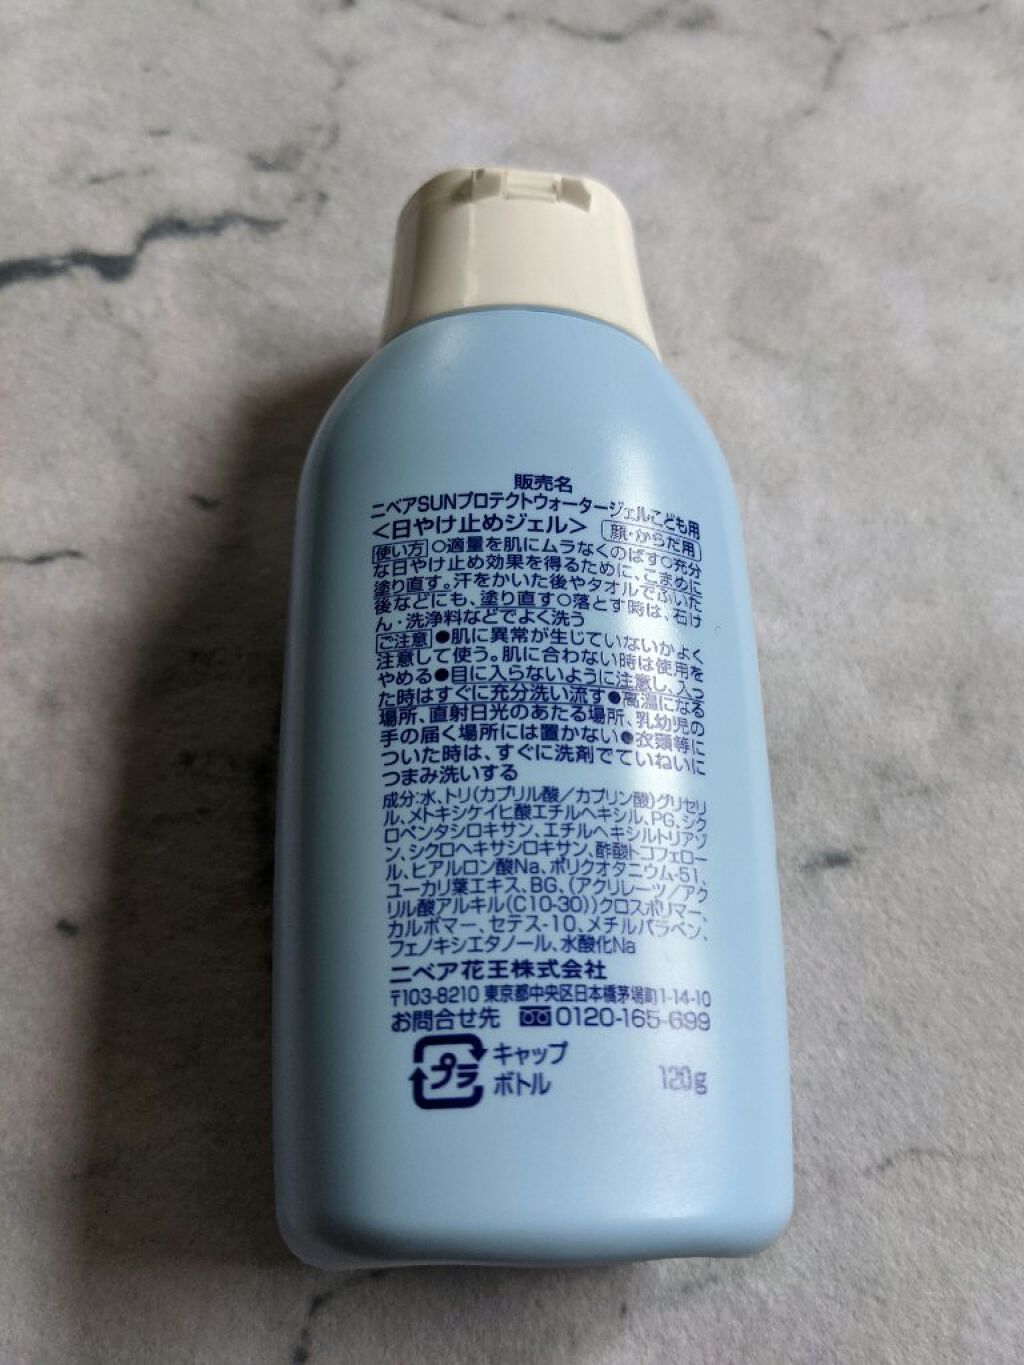 販売名
ニベアSUNプロテクトウォータージェルこども用
＜日やけ止めジェル＞ 顔・からだ用
使い方 ○適量を肌にムラなくのばす○充分
な日やけ止め効果を得るために、こまめに
塗り直す。汗をかいた後やタオルでふいた
後などにも、塗り直す○落とす時は、石け
ん・洗浄料などでよく洗う
ご注意 ●肌に異常が生じていないかよく
注意して使う。肌に合わない時は使用を
やめる●目に入らないように注意し、入っ
た時はすぐに充分洗い流す●高温になる
場所、直射日光のあたる場所、乳幼児の
手の届く場所には置かない●衣類等に
ついた時は、すぐに洗剤でていねいに
つまみ洗いする
成分:水、トリ(カプリル酸／カプリン酸)グリセリ
ル、メトキシケイヒ酸エチルヘキシル、PG、シク
ロペンタシロキサン、エチルヘキシルトリアゾ
ン、シクロヘキサシロキサン、酢酸トコフェロー
ル、ヒアルロン酸Na、ポリクオタニウム-51、
ユーカリ葉エキス、BG、(アクリレーツ／アク
リル酸アルキル(C10-30))クロスポリマー、
カルボマー、セテス-10、メチルパラベン、
フェノキシエタノール、水酸化Na
ニベア花王株式会社
〒103-8210 東京都中央区日本橋茅場町1-14-10
お問合せ先 0120-165-699
プラ キャップ
ボトル 120g